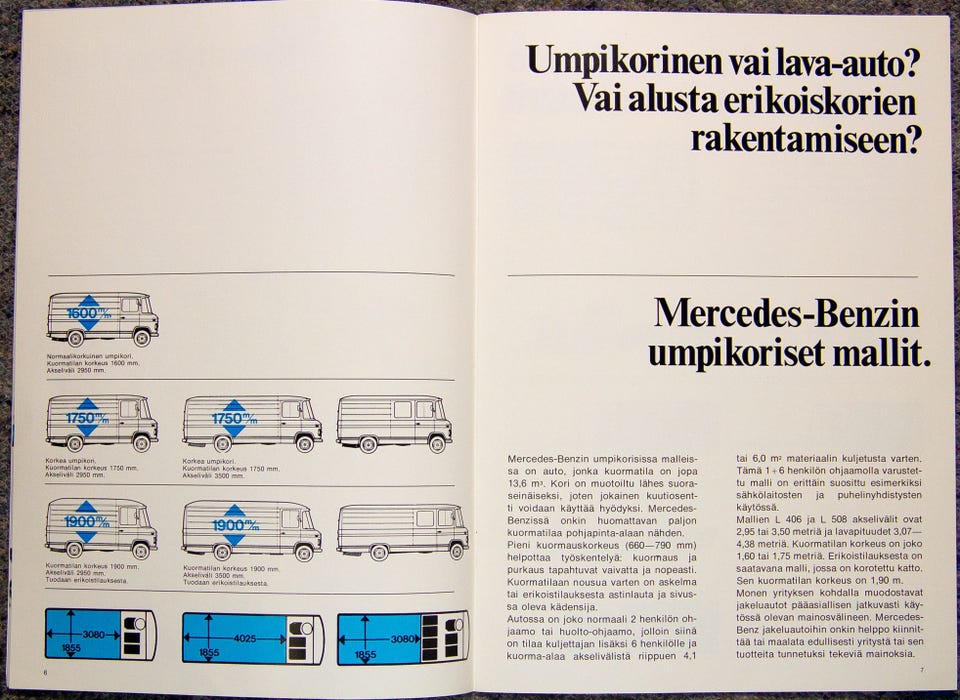 1600 m/m
Normaalikorkuinen umpikori.
Kuormatilan korkeus 1600 mm.
Akseliväli 2950 mm.
1750 m/m
1750 m/m
Korkea umpikori.
Kuormatilan korkeus 1750 mm.
Akseliväli 2950 mm.
Korkea umpikori.
Kuormatilan korkeus 1750 mm.
Akseliväli 3500 mm.
1900 m/m
1900 m/m
Kuormatilan korkeus 1900 mm.
Akseliväli 2950 mm.
Tuodaan erikoistilauksesta.
Kuormatilan korkeus 1900 mm.
Akseliväli 3500 mm.
Tuodaan erikoistilauksesta.
3080
1855
4025
1855
3080
1855
6
Umpikorinen vai lava-auto?
Vai alusta erikoiskorien
rakentamiseen?
Mercedes-Benzin
umpikoriset mallit.
Mercedes-Benzin umpikorisissa malleis-
sa on auto, jonka kuormatila on jopa
13,6 m³. Kori on muotoiltu lähes suora-
seinäiseksi, joten jokainen kuutiosent-
ti voidaan käyttää hyödyksi. Mercedes-
Benzissä onkin huomattavan paljon
kuormatilaa pohjapinta-alaan nähden.
Pieni kuormauskorkeus (660—790 mm)
helpottaa työskentelyä: kuormaus ja
purkaus tapahtuvat vaivatta ja nopeasti.
Kuormatilaan nousua varten on askelma
tai erikoistilauksesta astinlauta ja sivus-
sa oleva kädensija.
Autossa on joko normaali 2 henkilön oh-
jaamo tai huolto-ohjaamo, jolloin siinä
on tilaa kuljettajan lisäksi 6 henkilölle ja
kuorma-alaa akselivälistä riippuen 4,1
tai 6,0 m² materiaalin kuljetusta varten.
Tämä 1+6 henkilön ohjaamolla varustet-
tu malli on erittäin suosittu esimerkiksi
sähkölaitosten ja puhelinyhdistysten
käytössä.
Mallien L 406 ja L 508 akselivälit ovat
2,95 tai 3,50 metriä ja lavapituudet 3,07—
4,38 metriä. Kuormatilan korkeus on joko
1,60 tai 1,75 metriä. Erikoistilauksesta on
saatavana malli, jossa on korotettu katto.
Sen kuormatilan korkeus on 1,90 m.
Monen yrityksen kohdalla muodostavat
jakeluautot pääasiallisen jatkuvasti käy-
tössä olevan mainosvälineen. Mercedes-
Benz jakeluautoihin onkin helppo kiinnit-
tää tai maalata edullisesti yritystä tai sen
tuotteita tunnetuksi tekeviä mainoksia.
7